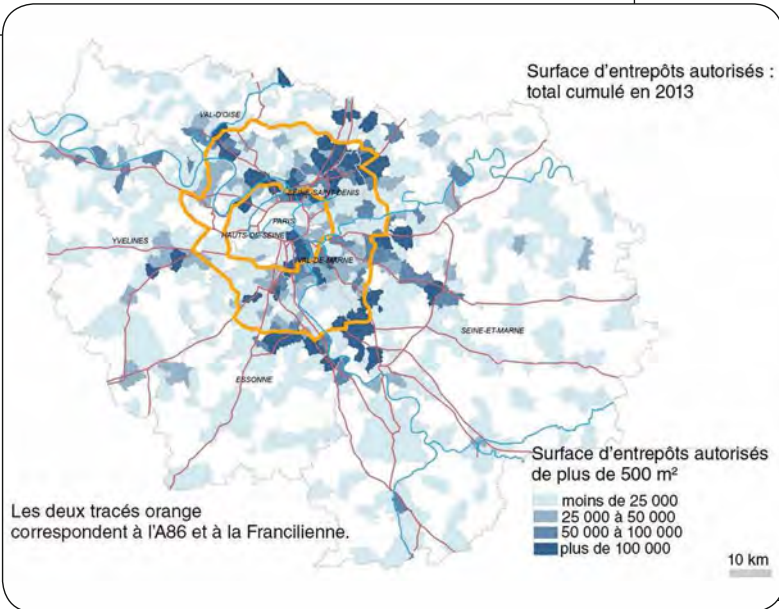 Surface d'entrepôts autorisés :
total cumulé en 2013
VAL-D'OISE
SEINE-SAINT-DENIS
PARIS
HAUTS-DE-SEINE
YVELINES
VAL-DE-MARNE
SEINE-ET-MARNE
ESSONNE
Surface d'entrepôts autorisés
de plus de 500 m²
moins de 25 000
25 000 à 50 000
50 000 à 100 000
plus de 100 000
Les deux tracés orange
correspondent à l'A86 et à la Francilienne.
10 km